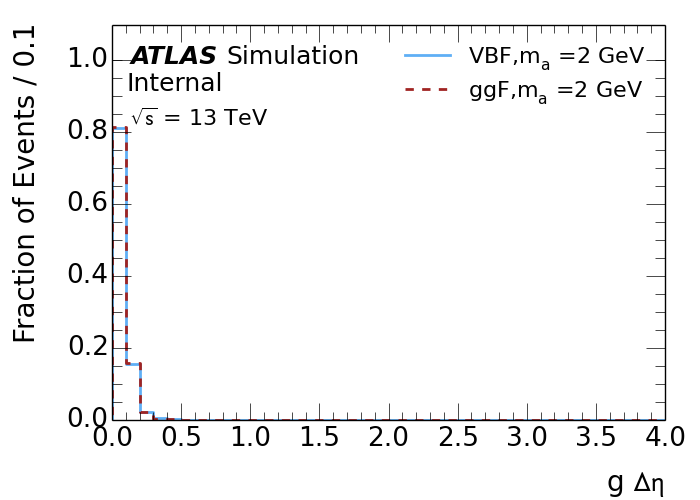 Fraction of Events / 0.1
1.0
0.8
0.6
0.4
0.2
0.0
ATLAS Simulation
Internal
√s = 13 TeV
VBF,mₐ =2 GeV
ggF,mₐ =2 GeV
0.0 0.5 1.0 1.5 2.0 2.5 3.0 3.5 4.0
g Δη